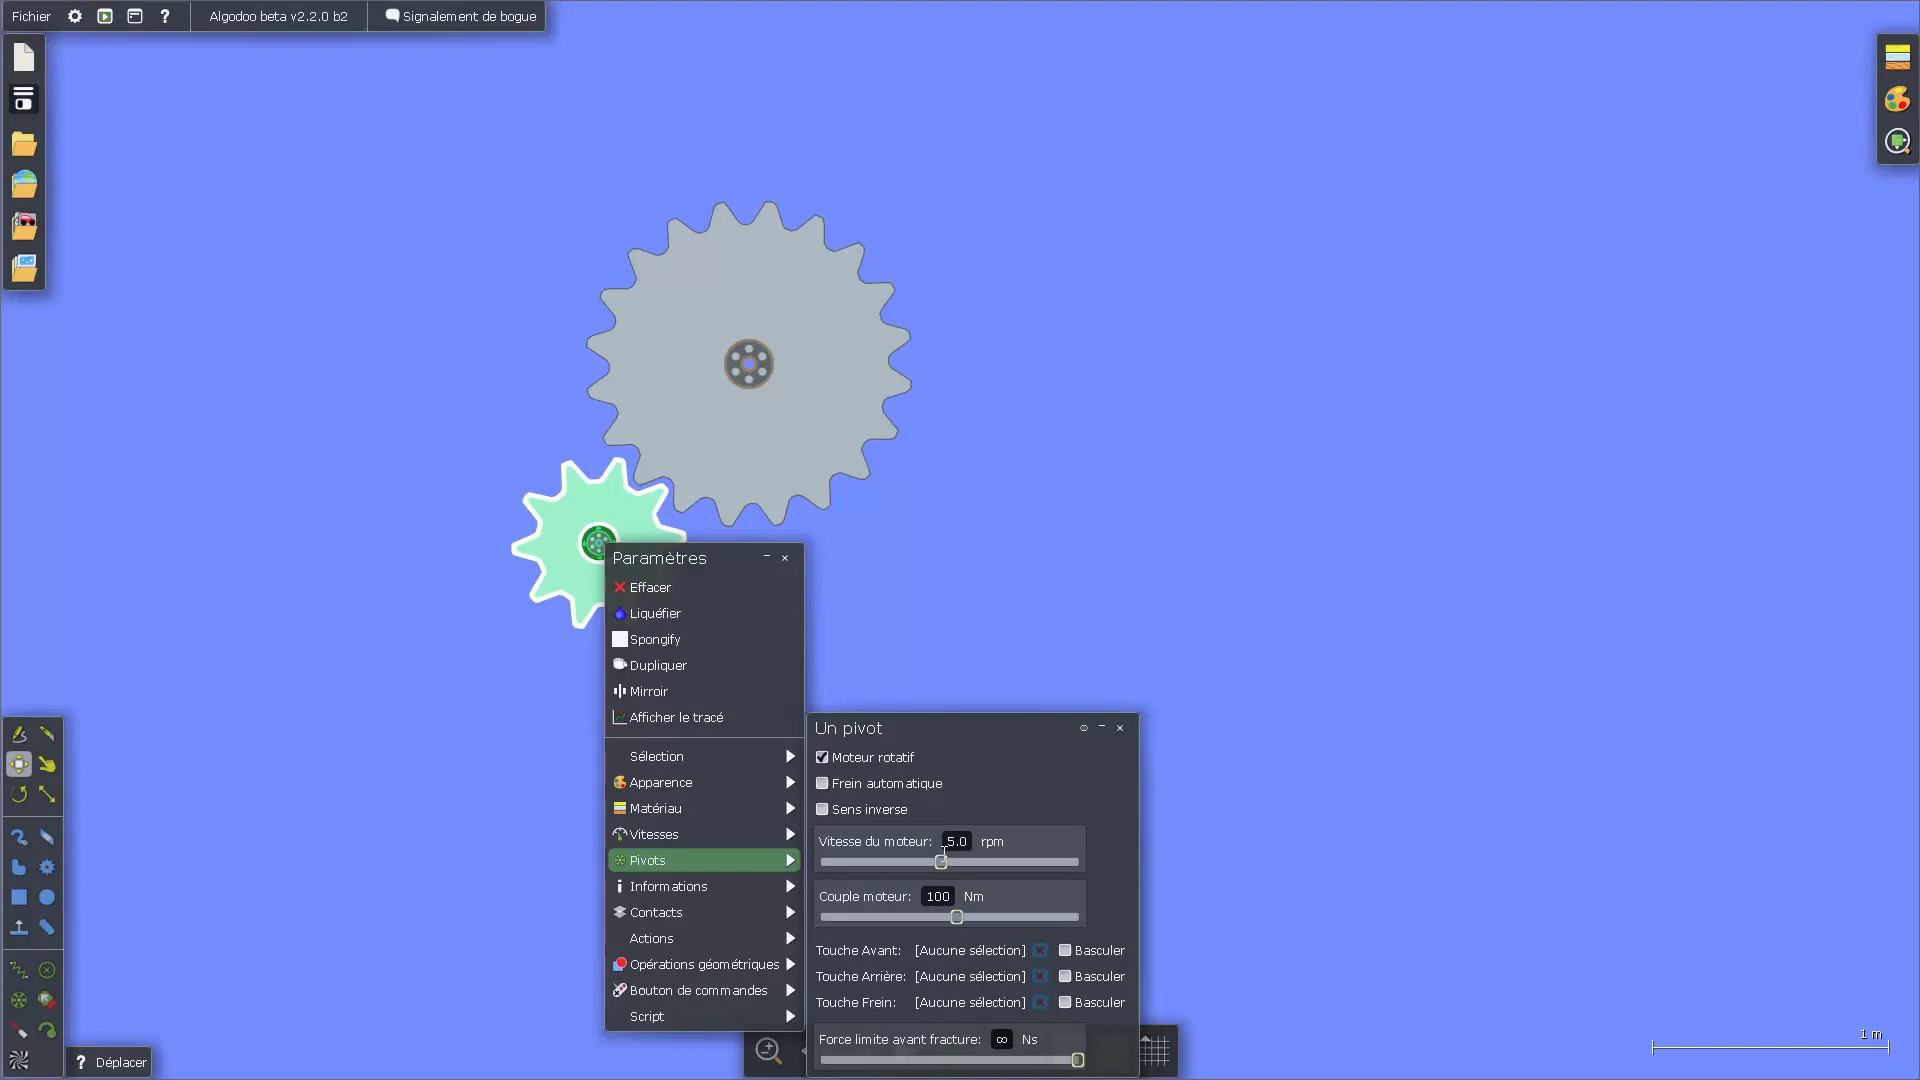 Fichier
?
Algodoo beta v2.2.0 b2
Signalement de bogue
Paramètres
Effacer
Liquéfier
Spongify
Dupliquer
Mirroir
Afficher le tracé
Sélection
Apparence
Matériau
Vitesses
Pivots
Informations
Contacts
Actions
Opérations géométriques
Bouton de commandes
Script
Un pivot
Moteur rotatif
Frein automatique
Sens inverse
Vitesse du moteur: 5.0 rpm
Couple moteur: 100 Nm
Touche Avant: [Aucune sélection] Basculer
Touche Arrière: [Aucune sélection] Basculer
Touche Frein: [Aucune sélection] Basculer
Force limite avant fracture: ∞ Ns
? Déplacer
1 m